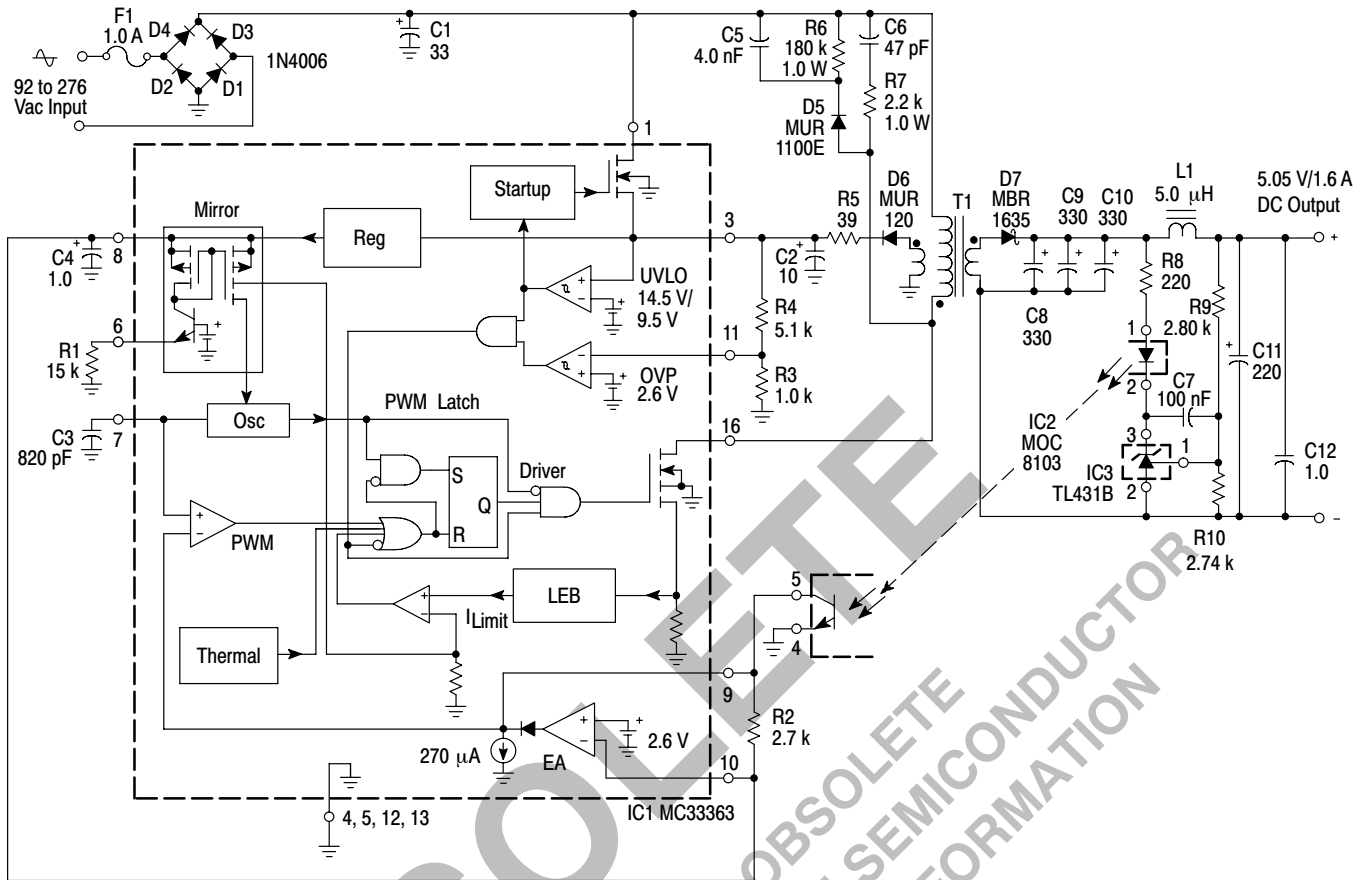 F1
1.0 A
D4
D3
D2
D1
1N4006
92 to 276
Vac Input
C1
33
C5
4.0 nF
R6
180 k
1.0 W
C6
47 pF
R7
2.2 k
1.0 W
D5
MUR
1100E
1
Startup
Mirror
Reg
C4
1.0
8
6
R1
15 k
3
R5
39
D6
MUR
120
T1
D7
MBR
1635
C9
330
C10
330
L1
5.0 μH
5.05 V/1.6 A
DC Output
C2
10
UVLO
14.5 V/
9.5 V
R4
5.1 k
11
OVP
2.6 V
R3
1.0 k
C8
330
R8
220
R9
2.80 k
1
2
C7
100 nF
C11
220
IC2
MOC
8103
3
1
IC3
TL431B
2
C12
1.0
R10
2.74 k
Osc
C3
820 pF
7
PWM Latch
16
S
Q
R
Driver
PWM
LEB
ILimit
Thermal
5
4
9
R2
2.7 k
270 μA
EA
2.6 V
10
IC1 MC33363
4, 5, 12, 13
+
−
OBSOLETE
OBSOLETE
SEMICONDUCTOR
FORMATION